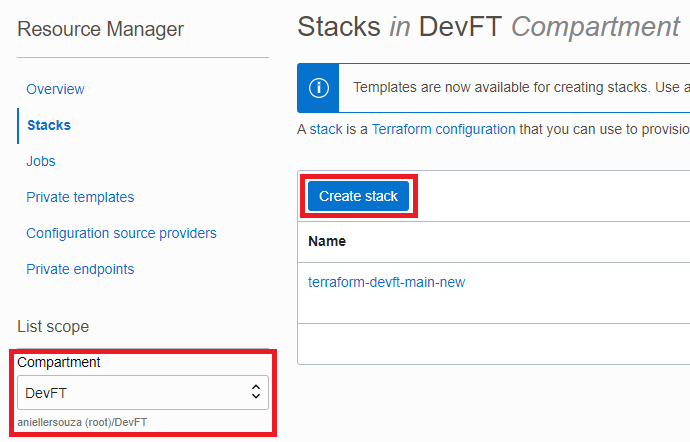 Resource Manager
Overview
Stacks
Jobs
Private templates
Configuration source providers
Private endpoints
List scope
Compartment
DevFT
aniellersouza (root)/DevFT
Stacks in DevFT Compartment
Templates are now available for creating stacks. Use a
A stack is a Terraform configuration that you can use to provisio
Create stack
Name
terraform-devft-main-new